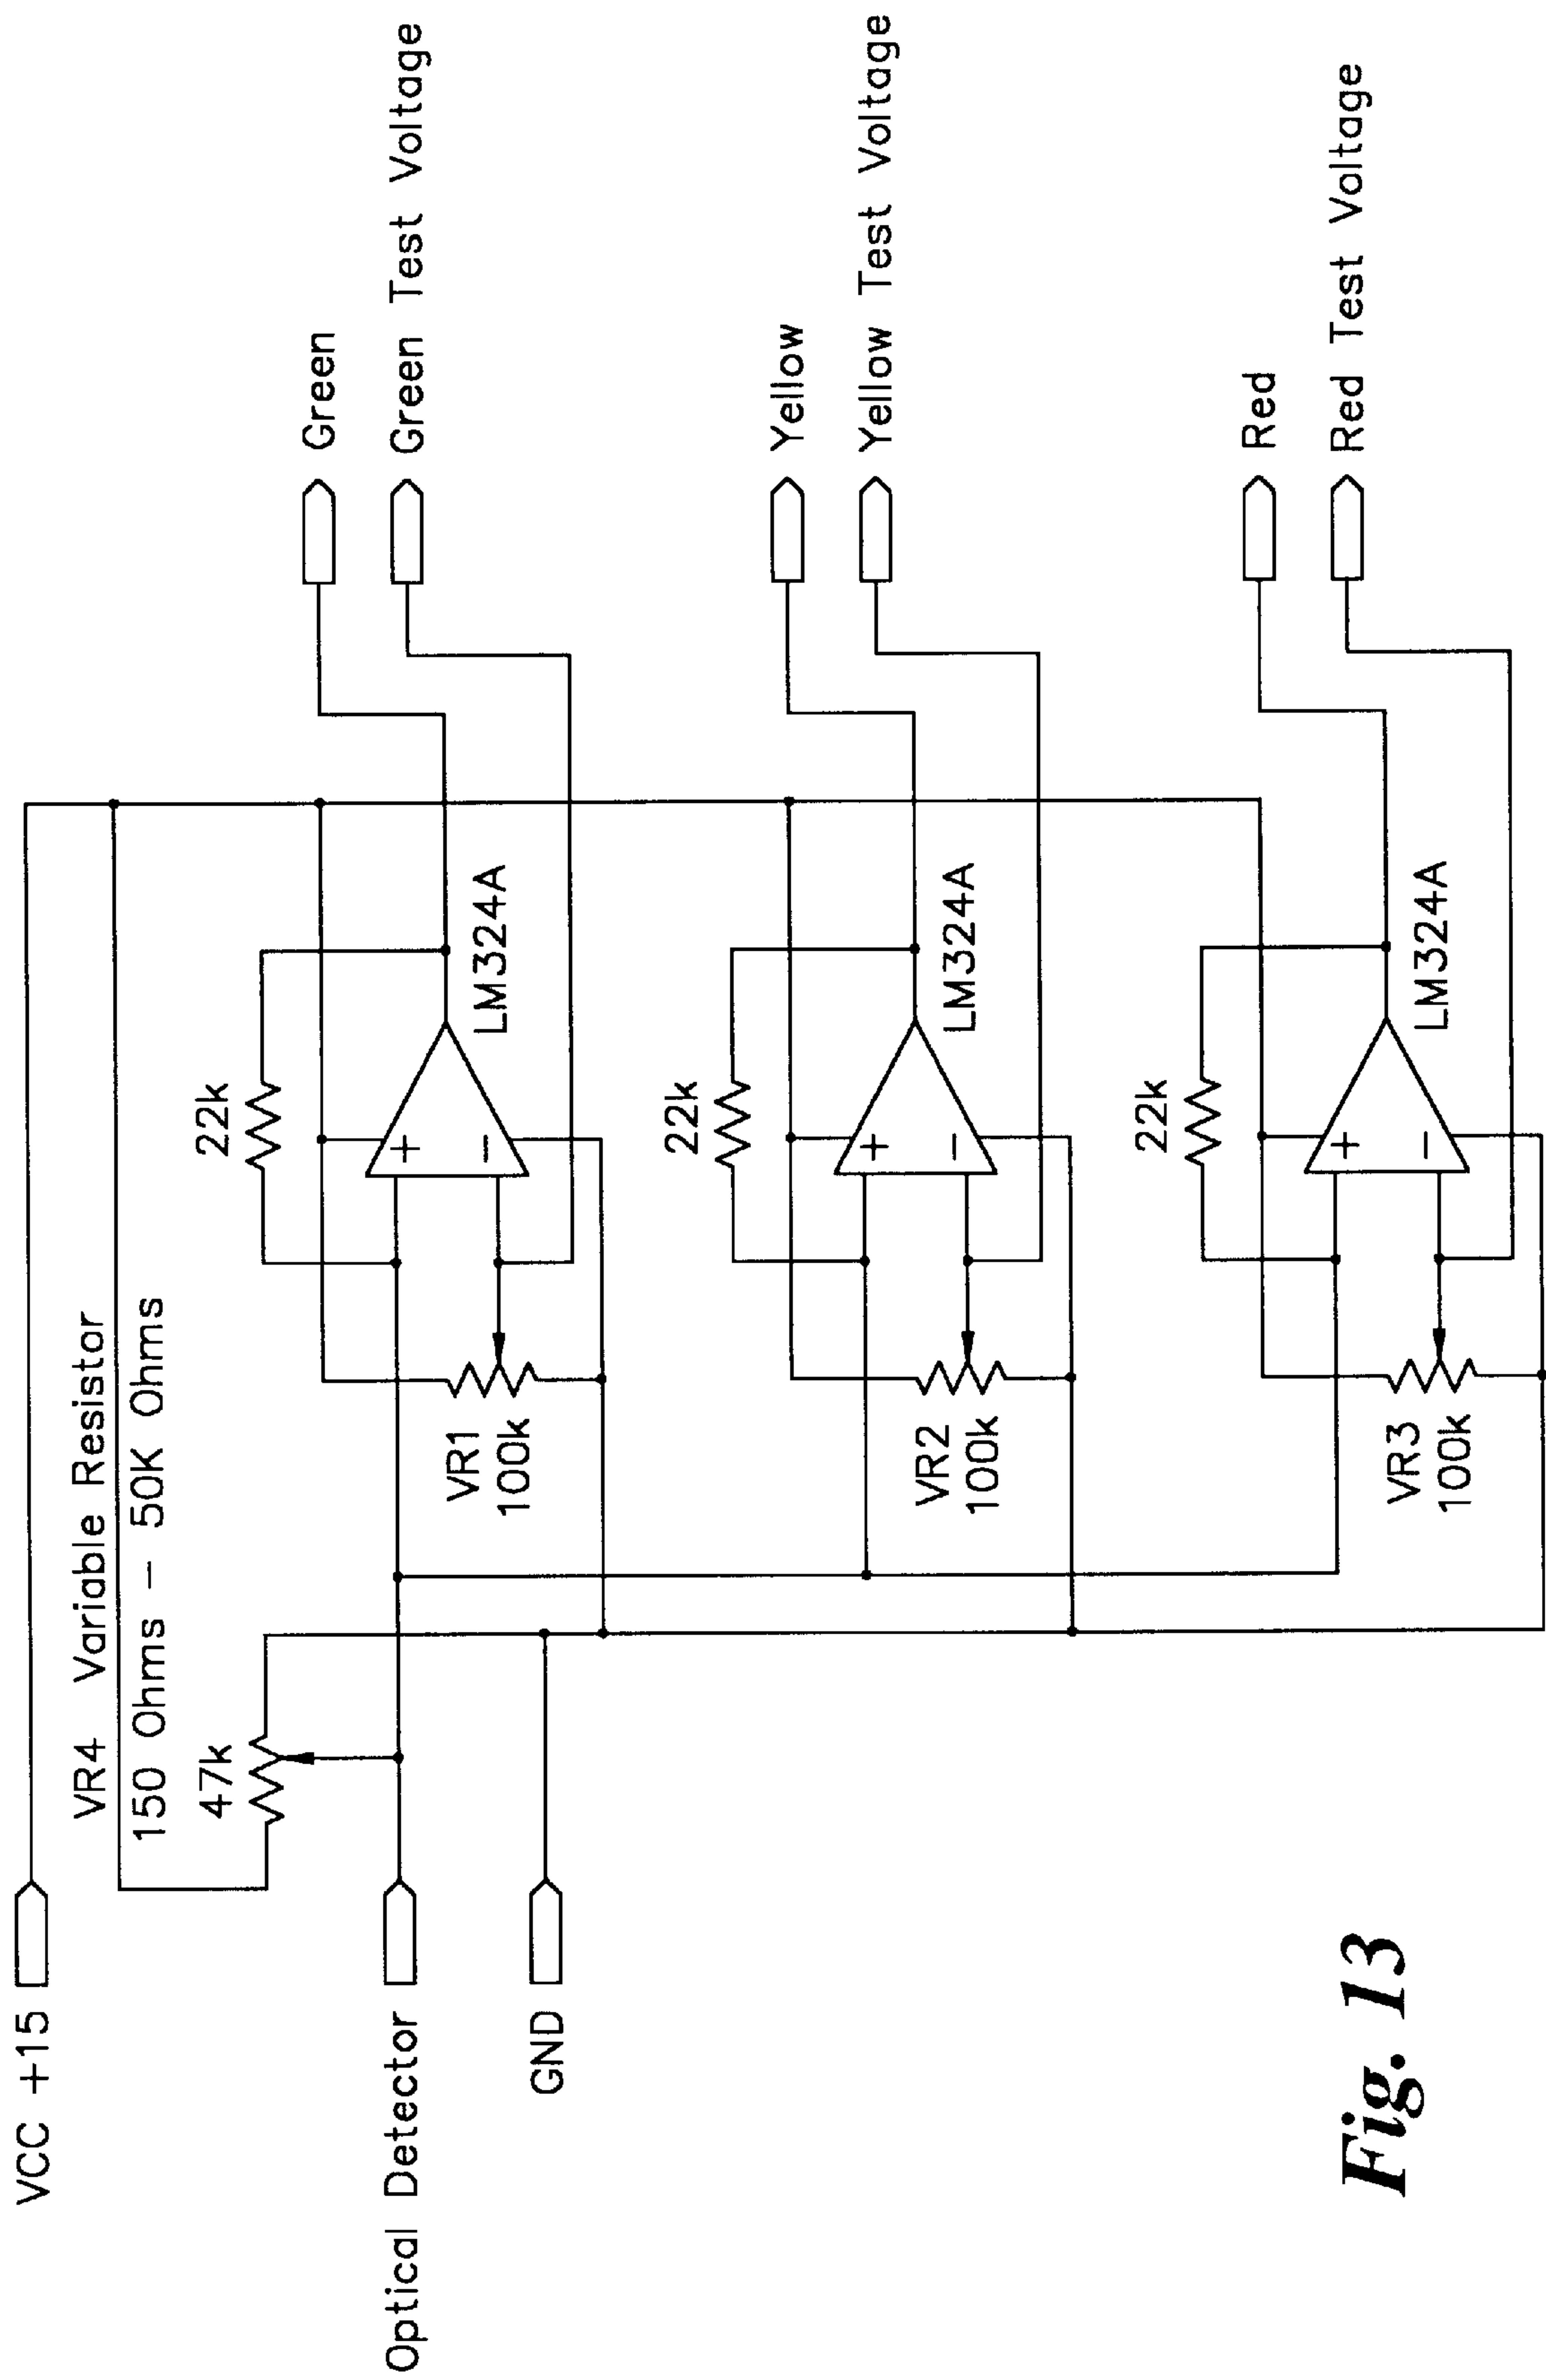 VCC +15
VR4 Variable Resistor
150 Ohms – 50K Ohms
47k
Optical Detector
GND
22k
LM324A
+
–
VR1
100k
Green
Green Test Voltage
22k
LM324A
+
–
VR2
100k
Yellow
Yellow Test Voltage
22k
LM324A
+
–
VR3
100k
Red
Red Test Voltage
Fig. 13